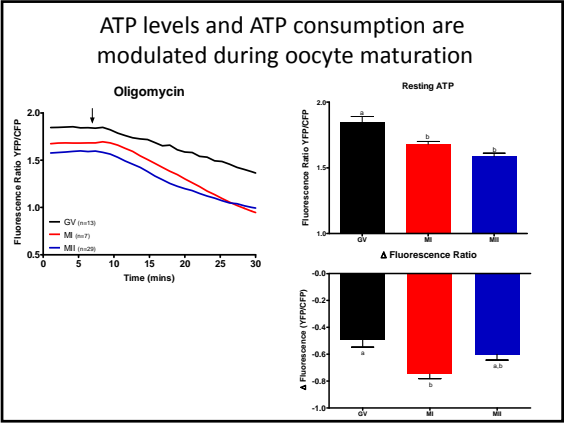 ATP levels and ATP consumption are
modulated during oocyte maturation
Oligomycin
Fluorescence Ratio YFP/CFP
2.0
1.5
1.0
0.5
GV (n=13)
MI (n=7)
MII (n=29)
0 5 10 15 20 25 30
Time (mins)
Resting ATP
Fluorescence Ratio YFP/CFP
2.0
1.5
1.0
a
b
b
GV MI MII
Δ Fluorescence Ratio
Δ Fluorescence (YFP/CFP)
-0.0
-0.2
-0.4
-0.6
-0.8
-1.0
a
b
a,b
GV MI MII